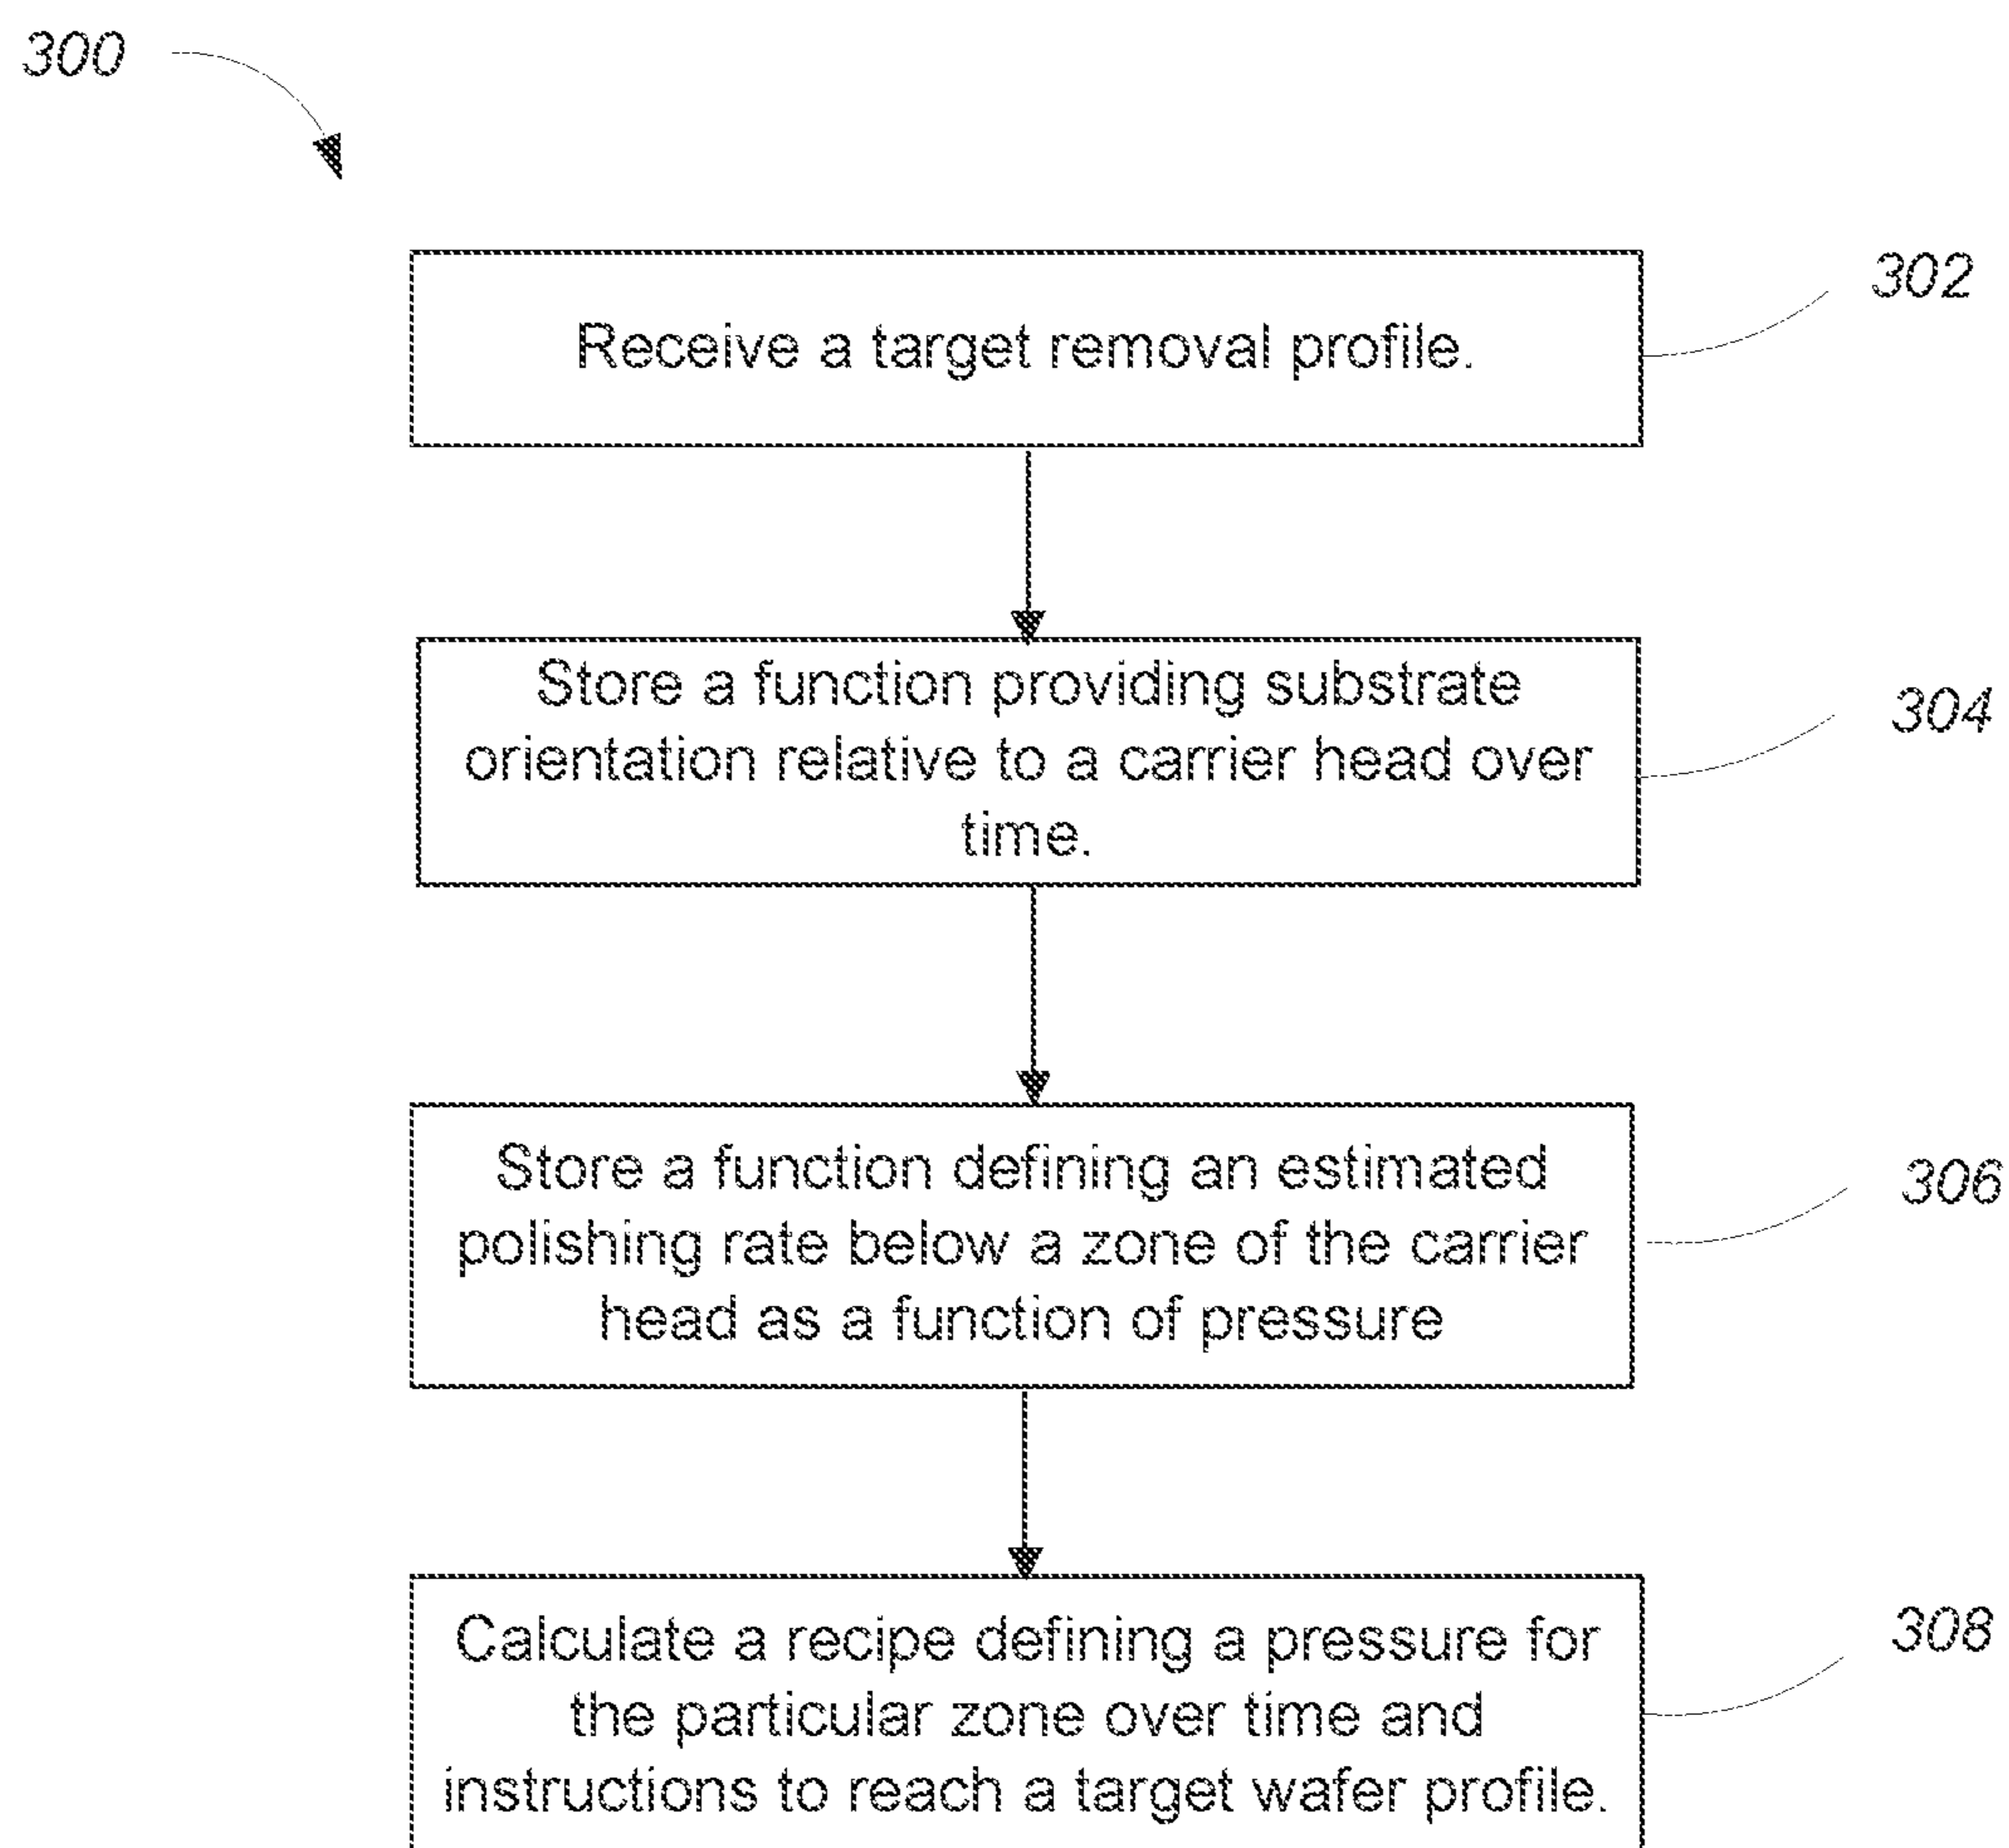 300
302
Receive a target removal profile.
304
Store a function providing substrate
orientation relative to a carrier head over
time.
306
Store a function defining an estimated
polishing rate below a zone of the carrier
head as a function of pressure
308
Calculate a recipe defining a pressure for
the particular zone over time and
instructions to reach a target wafer profile.